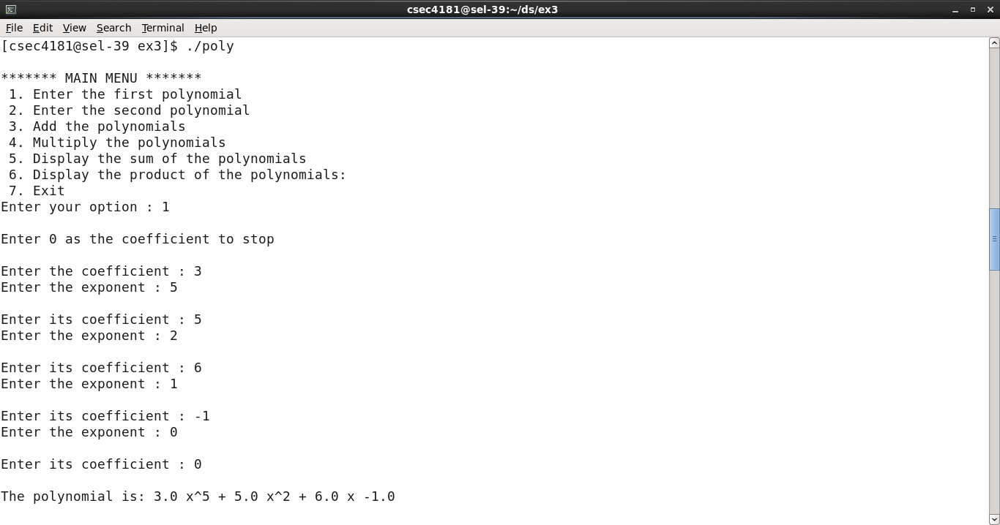 csec4181@sel-39:~/ds/ex3
File Edit View Search Terminal Help
[csec4181@sel-39 ex3]$ ./poly
******* MAIN MENU *******
1. Enter the first polynomial
2. Enter the second polynomial
3. Add the polynomials
4. Multiply the polynomials
5. Display the sum of the polynomials
6. Display the product of the polynomials:
7. Exit
Enter your option : 1
Enter 0 as the coefficient to stop
Enter the coefficient : 3
Enter the exponent : 5
Enter its coefficient : 5
Enter the exponent : 2
Enter its coefficient : 6
Enter the exponent : 1
Enter its coefficient : -1
Enter the exponent : 0
Enter its coefficient : 0
The polynomial is: 3.0 x^5 + 5.0 x^2 + 6.0 x -1.0